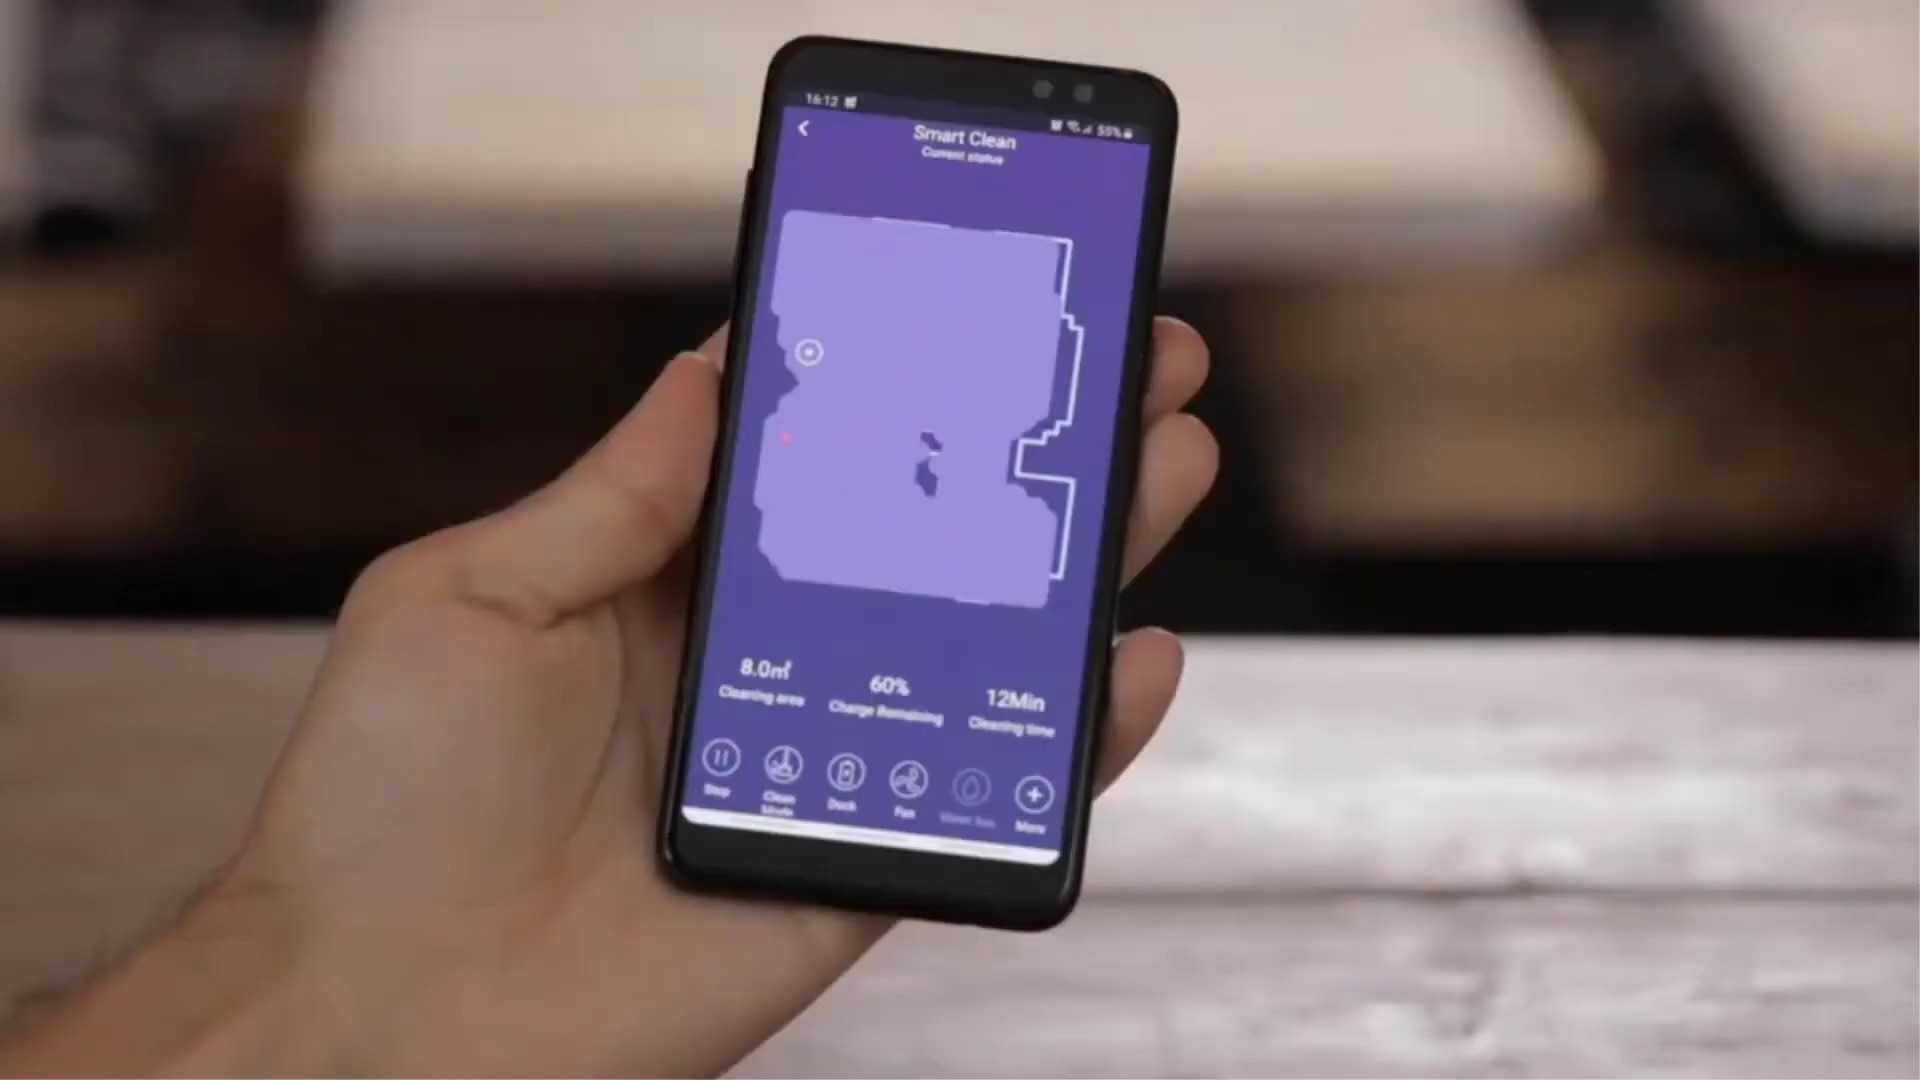 16:12
55%
Smart Clean
Current status
8.0㎡
60%
12Min
Cleaning area
Charge Remaining
Cleaning time
Stop
Clean
Mode
Dock
Fan
More